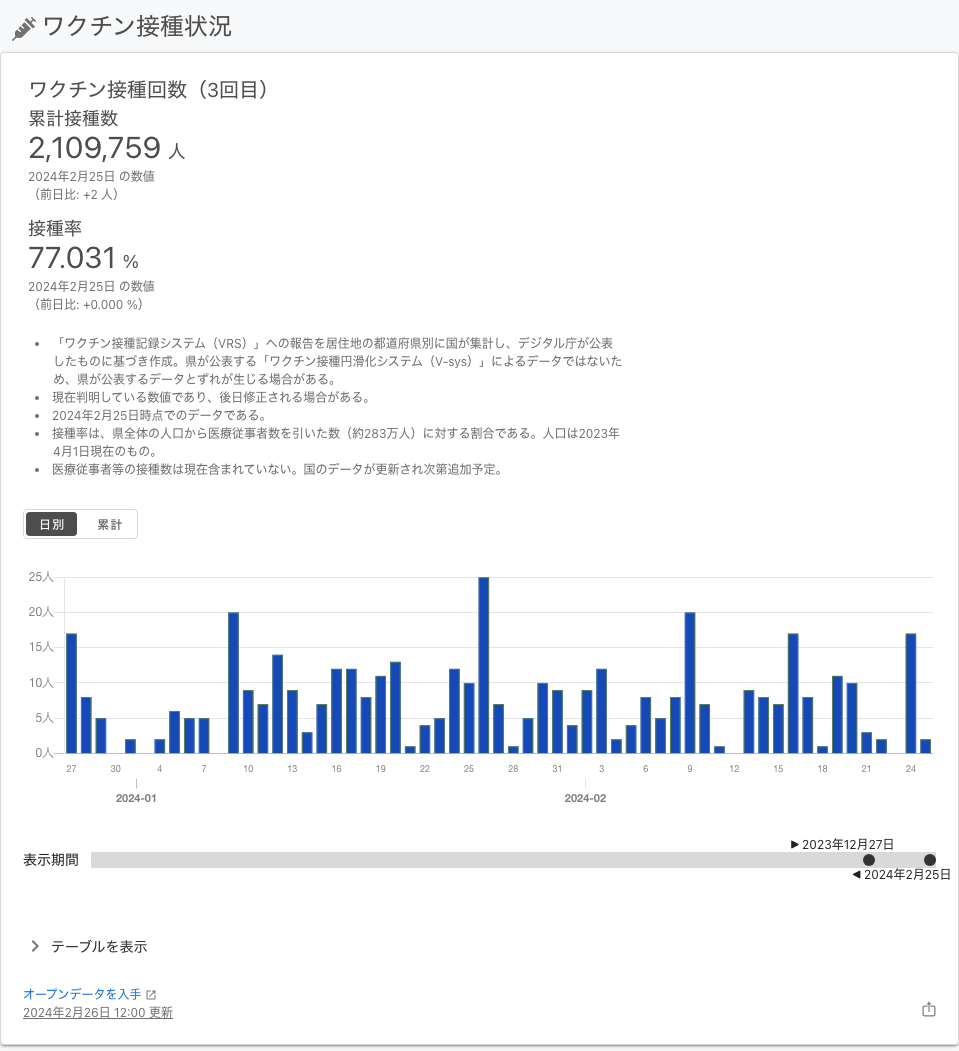 ワクチン接種状況
ワクチン接種回数（3回目）
累計接種数
2,109,759 人
2024年2月25日 の数値
（前日比: +2 人）
接種率
77.031 %
2024年2月25日 の数値
（前日比: +0.000 %）
• 「ワクチン接種記録システム（VRS）」への報告を居住地の都道府県別に国が集計し、デジタル庁が公表
したものに基づき作成。県が公表する「ワクチン接種円滑化システム（V-sys）」によるデータではないた
め、県が公表するデータとずれが生じる場合がある。
• 現在判明している数値であり、後日修正される場合がある。
• 2024年2月25日時点でのデータである。
• 接種率は、県全体の人口から医療従事者数を引いた数（約283万人）に対する割合である。人口は2023年
4月1日現在のもの。
• 医療従事者等の接種数は現在含まれていない。国のデータが更新され次第追加予定。
日別 累計
25人
20人
15人
10人
5人
0人
27 30 4 7 10 13 16 19 22 25 28 31 3 6 9 12 15 18 21 24
2024-01 2024-02
▶ 2023年12月27日
表示期間
◀ 2024年2月25日
テーブルを表示
オープンデータを入手
2024年2月26日 12:00 更新